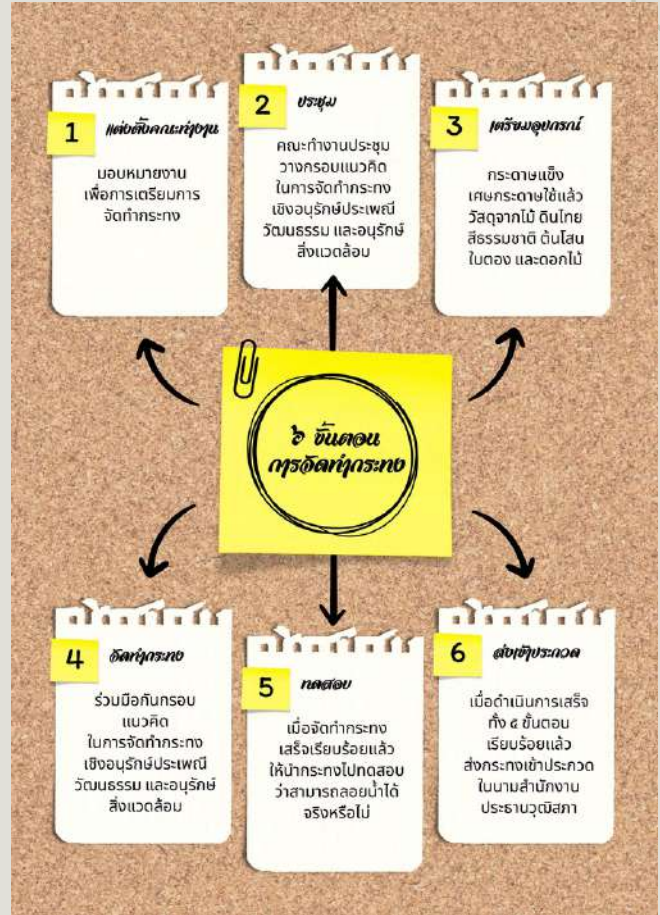 1
แต่งตั้งคณะทำงาน
มอบหมายงาน
เพื่อการเตรียมการ
จัดทำกระทง
2
ประชุม
คณะทำงานประชุม
วางกรอบแนวคิด
ในการจัดทำกระทง
เชิงอนุรักษ์ประเพณี
วัฒนธรรม และอนุรักษ์
สิ่งแวดล้อม
3
เตรียมอุปกรณ์
กระดาษแข็ง
เศษกระดาษใช้แล้ว
วัสดุจากไม้ ดินไทย
สีธรรมชาติ ต้นโสน
ใบตอง และดอกไม้
๖ ขั้นตอน
การจัดทำกระทง
4
จัดทำกระทง
ร่วมมือกันกรอบ
แนวคิด
ในการจัดทำกระทง
เชิงอนุรักษ์ประเพณี
วัฒนธรรม และอนุรักษ์
สิ่งแวดล้อม
5
ทดสอบ
เมื่อจัดทำกระทง
เสร็จเรียบร้อยแล้ว
ให้นำกระทงไปทดสอบ
ว่าสามารถลอยน้ำได้
จริงหรือไม่
6
ส่งเข้าประกวด
เมื่อดำเนินการเสร็จ
ทั้ง ๕ ขั้นตอน
เรียบร้อยแล้ว
ส่งกระทงเข้าประกวด
ในนามสำนักงาน
ประธานวุฒิสภา